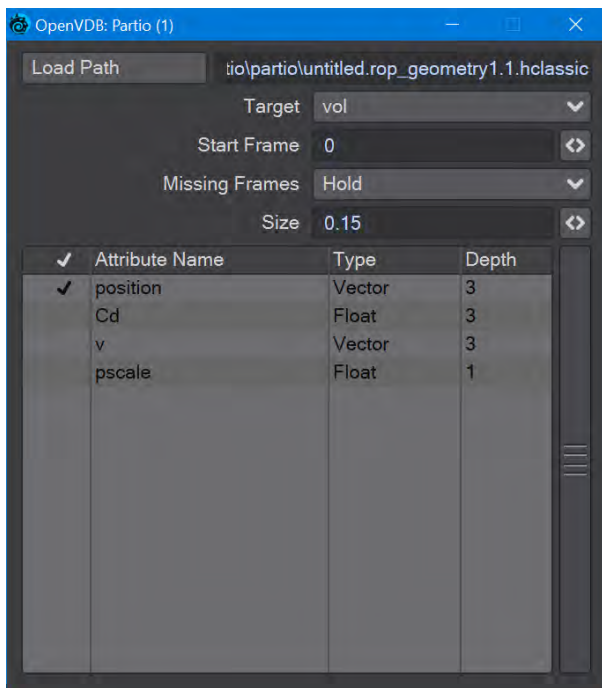 OpenVDB: Partio (1)
Load Path tio\partio\untitled.rop_geometry1.1.hclassic
Target vol
Start Frame 0
Missing Frames Hold
Size 0.15
Attribute Name Type Depth
position Vector 3
Cd Float 3
v Vector 3
pscale Float 1